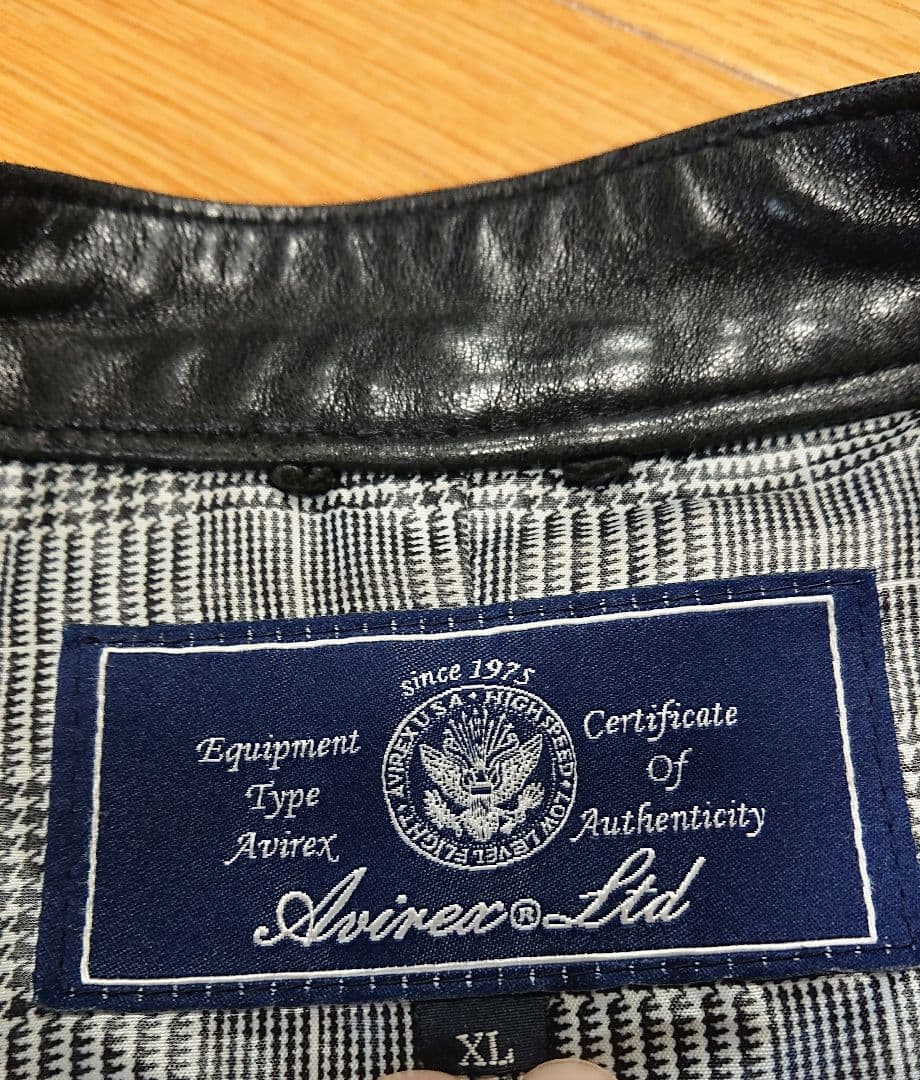 since 1975
AVIREX U S A • HIGH SPEED • LOW LEVEL FLIGHT •
Equipment
Type
Avirex
Certificate
Of
Authenticity
Avirex®Ltd
XL